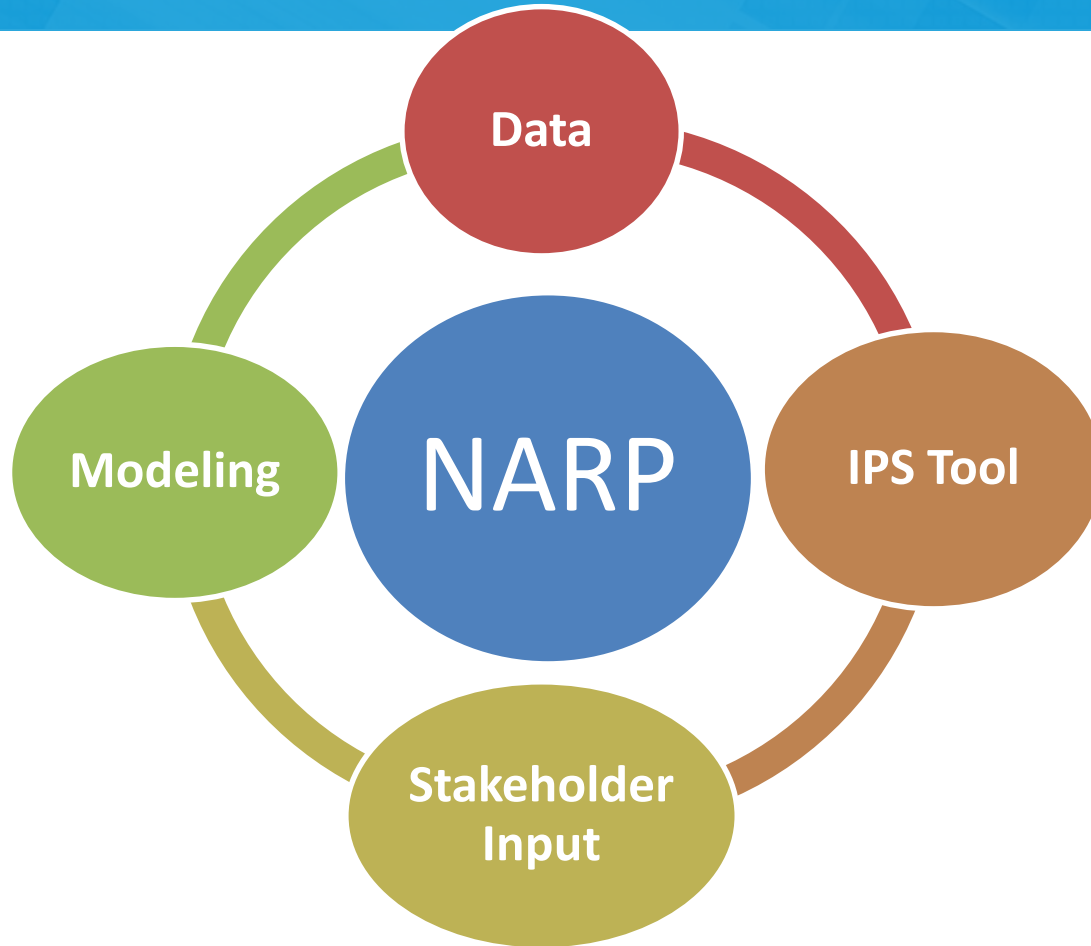 Data
Modeling
NARP
IPS Tool
Stakeholder
Input